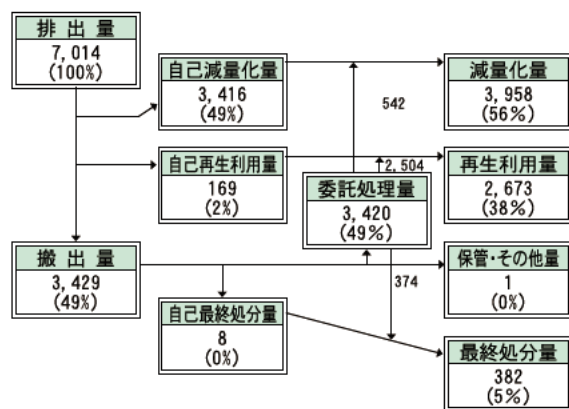 排 出 量
7,014
(100%)
自己減量化量
3,416
(49%)
減量化量
3,958
(56%)
542
自己再生利用量
169
(2%)
2,504
委託処理量
3,420
(49%)
再生利用量
2,673
(38%)
搬 出 量
3,429
(49%)
保管・その他量
1
(0%)
374
自己最終処分量
8
(0%)
最終処分量
382
(5%)